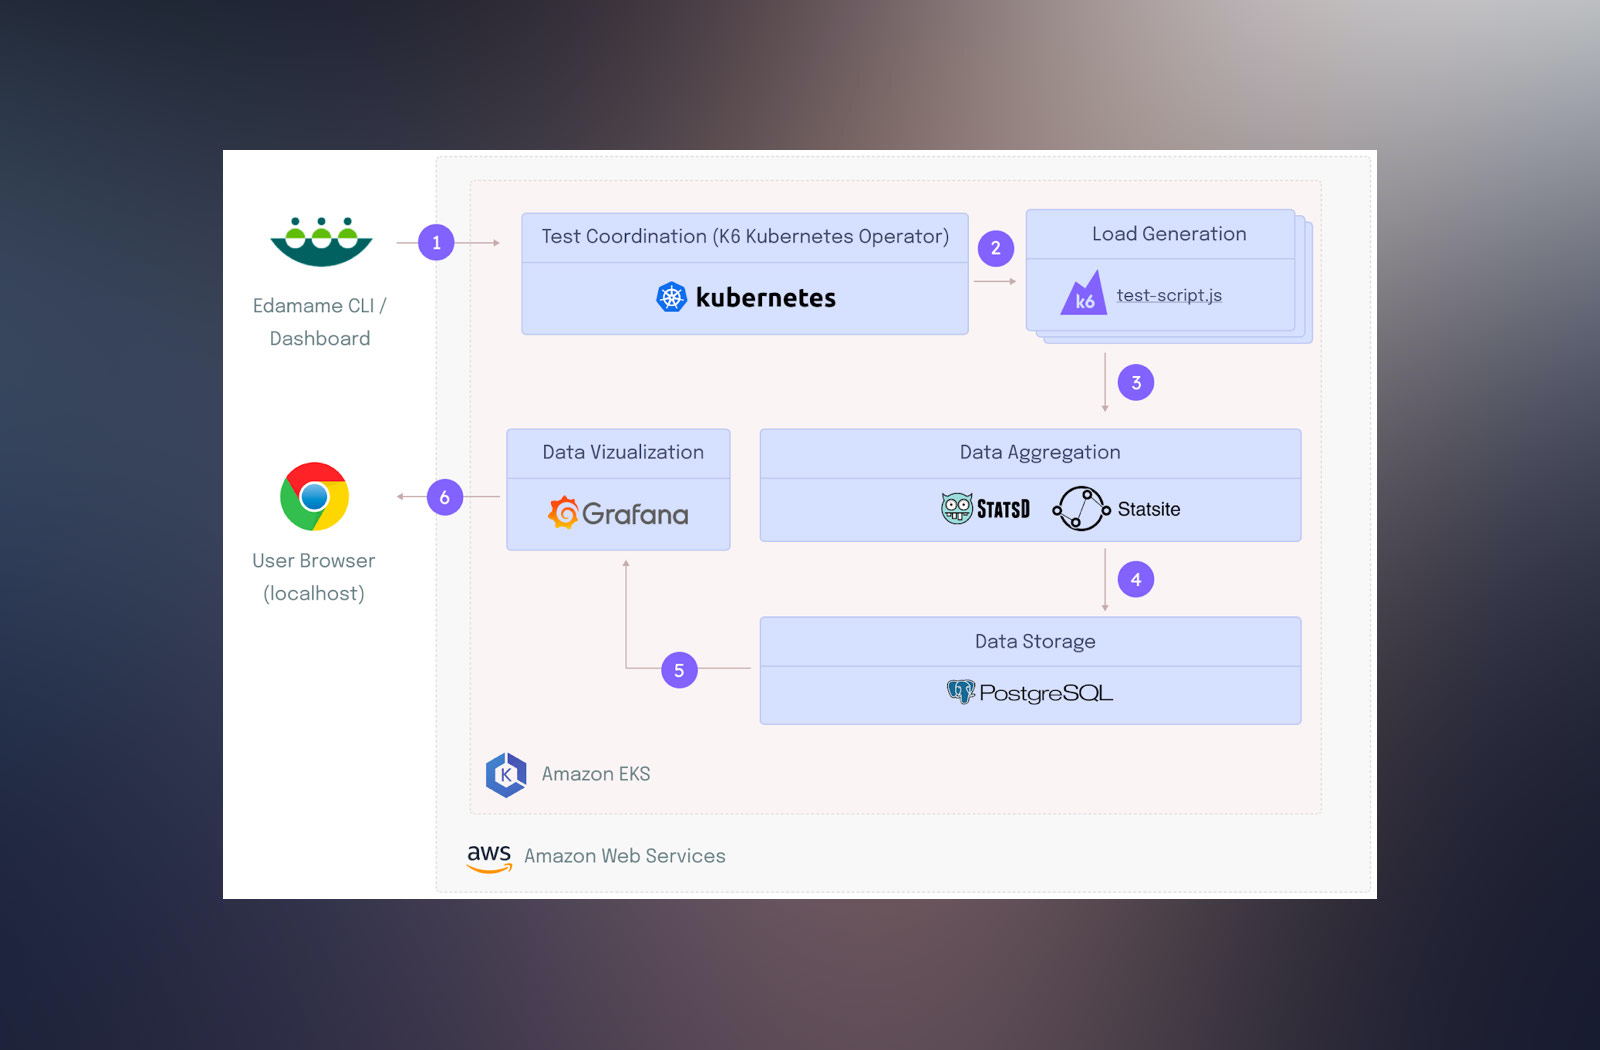 Edamame CLI /
Dashboard
1
Test Coordination (K6 Kubernetes Operator)
kubernetes
2
Load Generation
k6
test-script.js
3
Data Aggregation
STATSD
Statsite
4
Data Storage
PostgreSQL
5
Data Vizualization
Grafana
6
User Browser
(localhost)
K
Amazon EKS
aws
Amazon Web Services